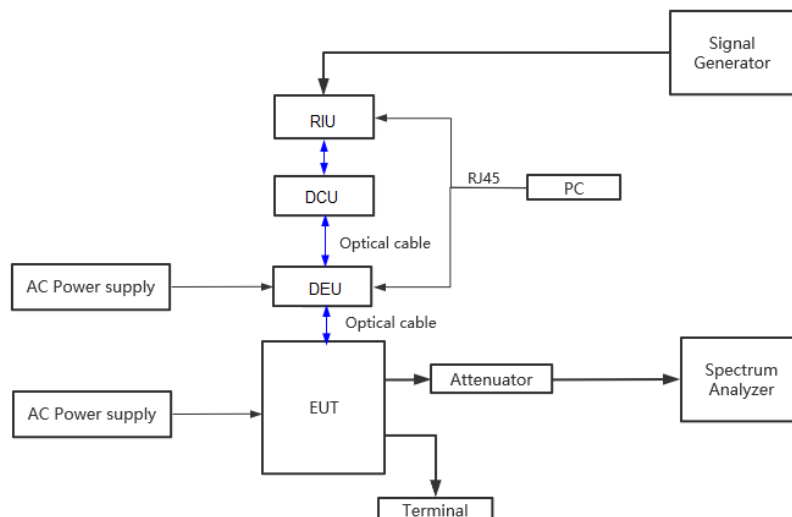 Signal
Generator
RIU
RJ45
PC
DCU
Optical cable
AC Power supply
DEU
Optical cable
Attenuator
Spectrum
Analyzer
AC Power supply
EUT
Terminal